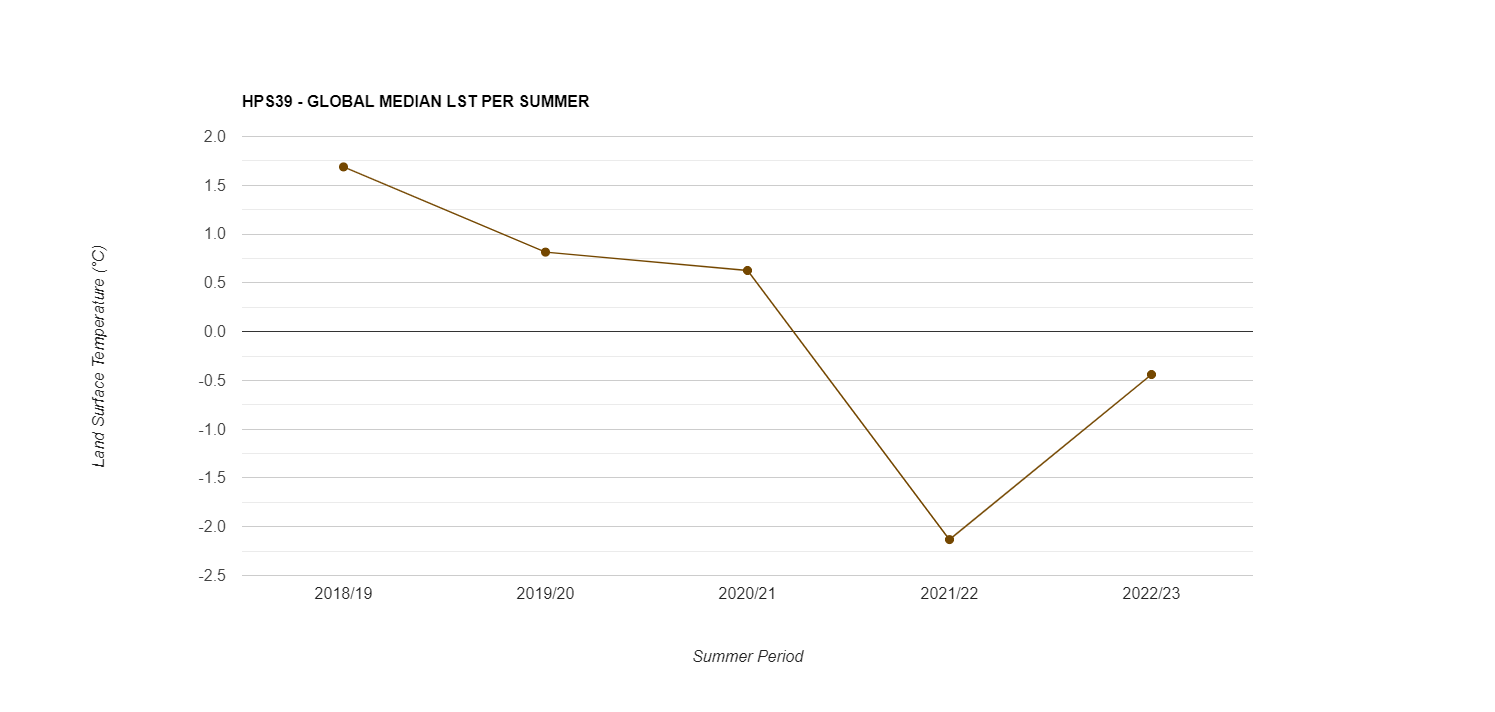 HPS39 - GLOBAL MEDIAN LST PER SUMMER
2.0
1.5
1.0
0.5
0.0
-0.5
-1.0
-1.5
-2.0
-2.5
Land Surface Temperature (°C)
2018/19 2019/20 2020/21 2021/22 2022/23
Summer Period